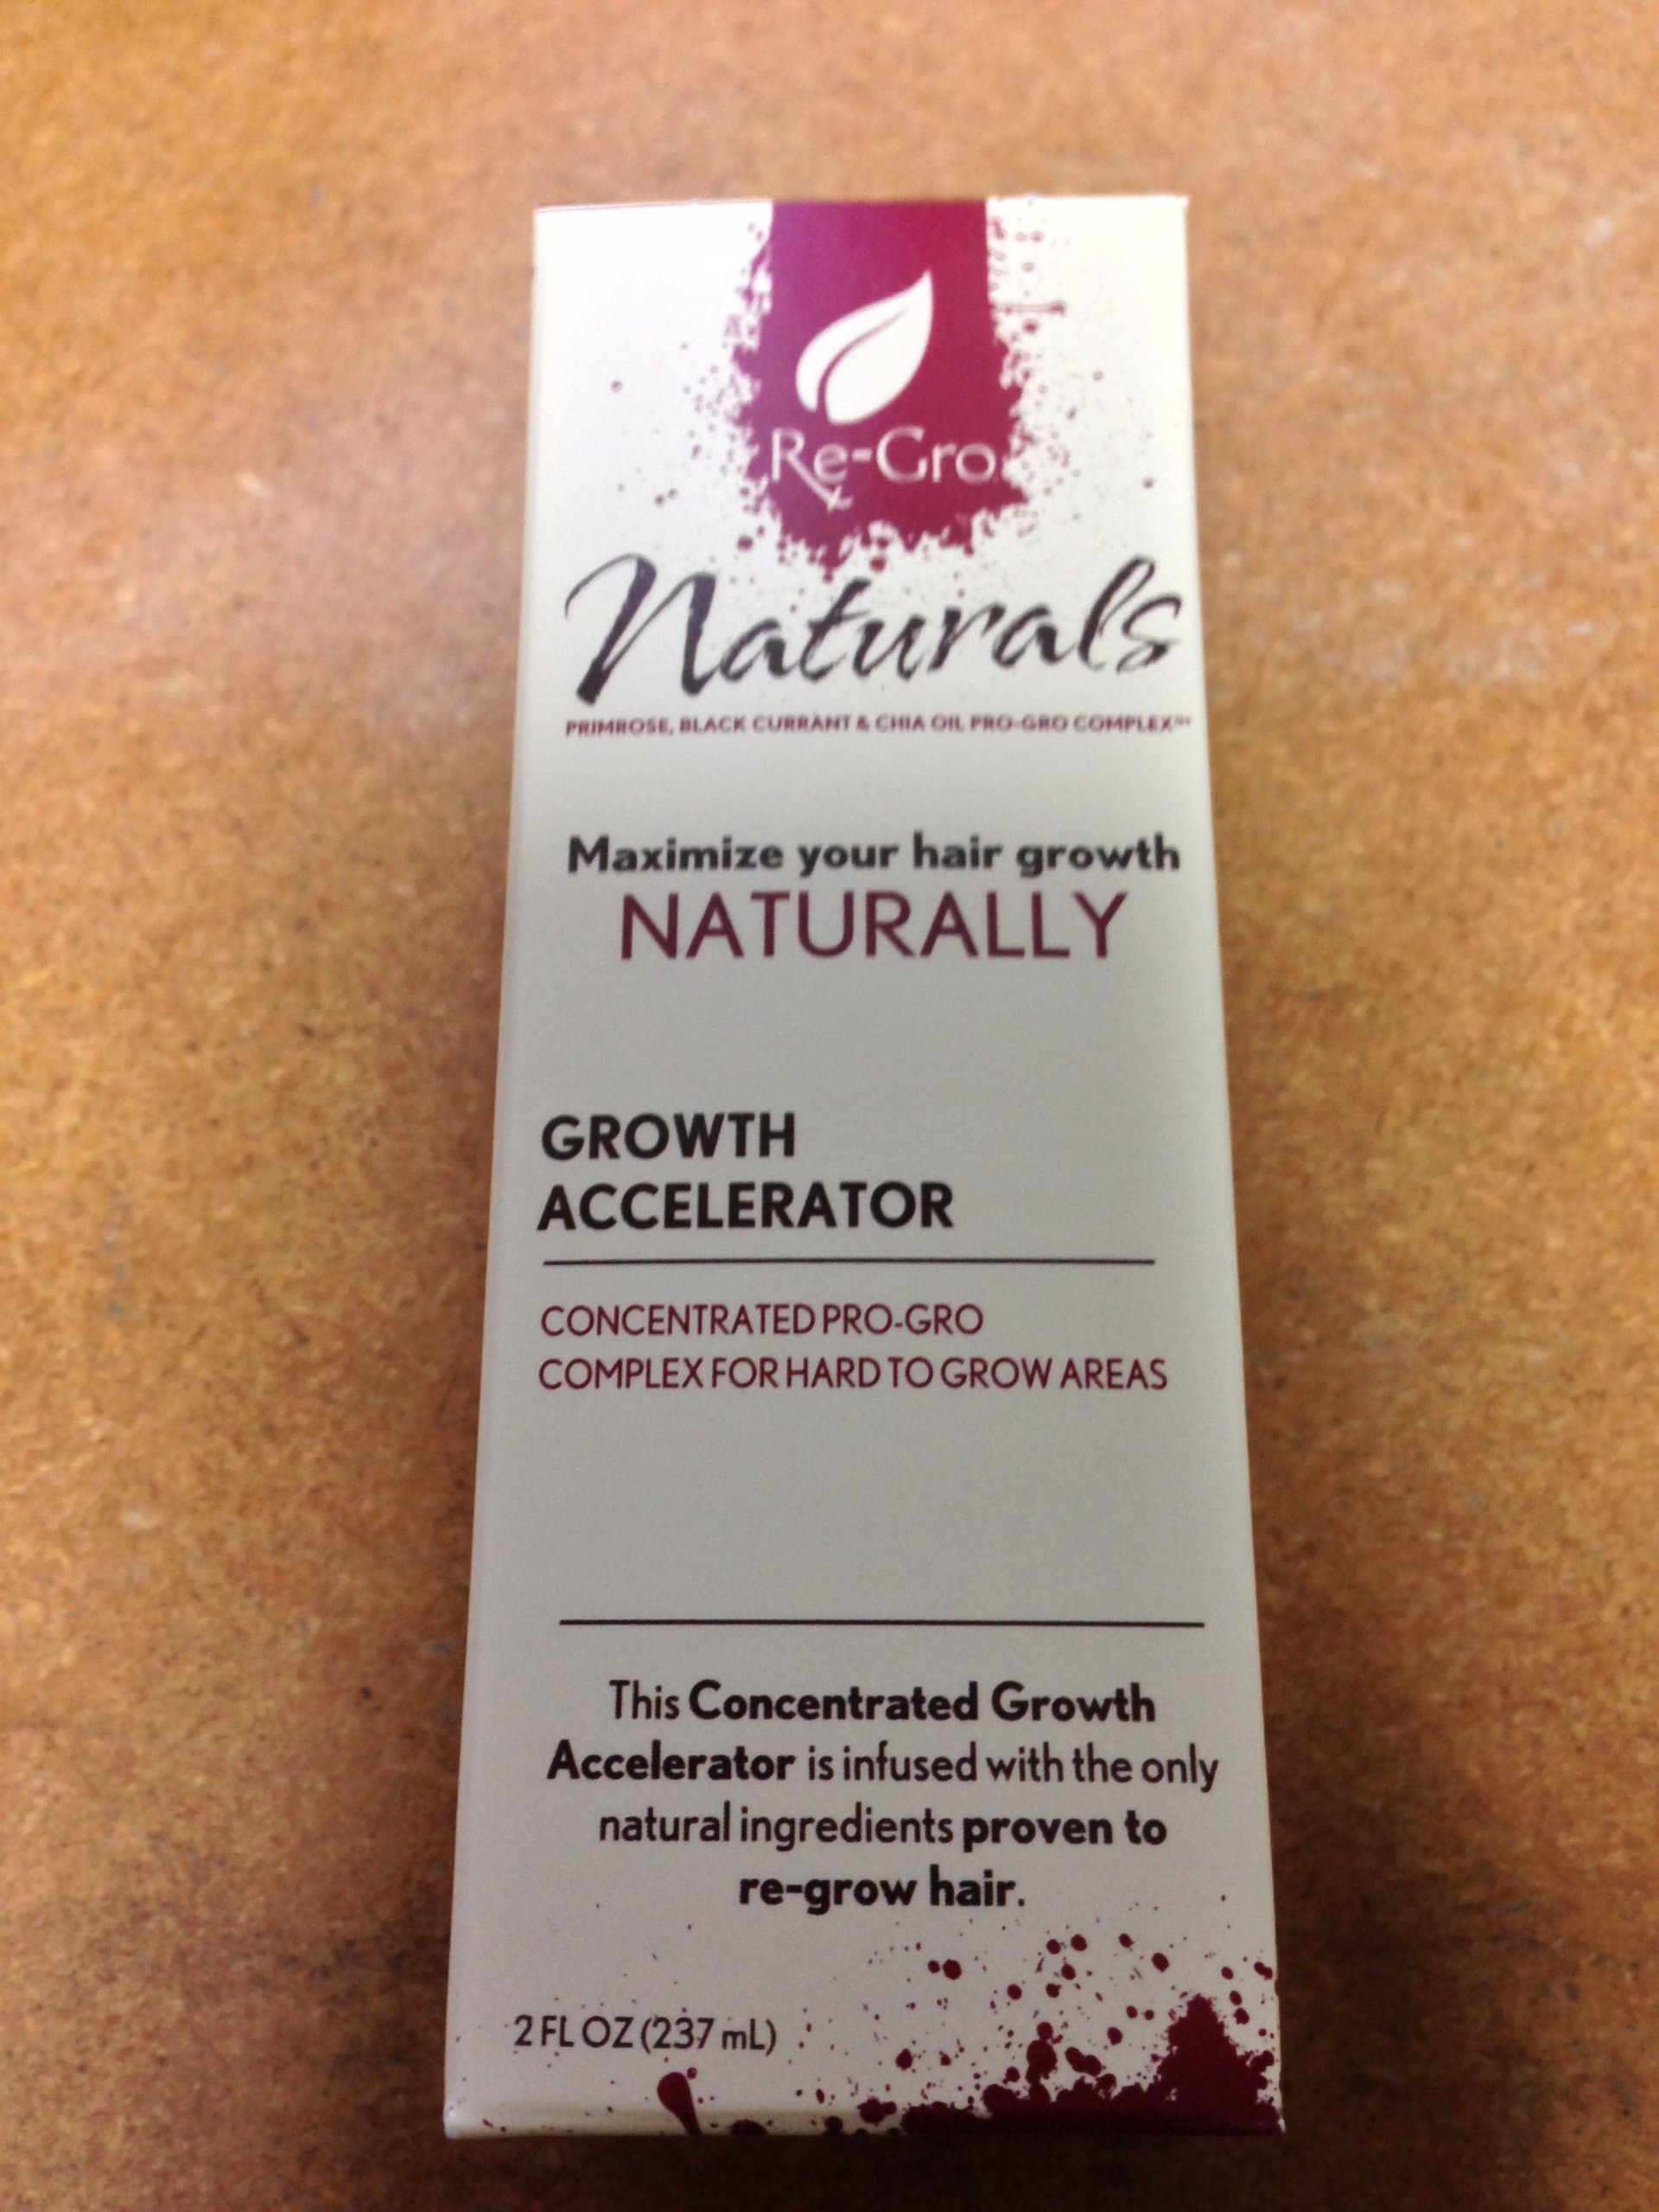 Re-Gro
Naturals
PRIMROSE, BLACK CURRANT & CHIA OIL PRO-GRO COMPLEX™
Maximize your hair growth
NATURALLY
GROWTH
ACCELERATOR
CONCENTRATED PRO-GRO
COMPLEX FOR HARD TO GROW AREAS
This Concentrated Growth
Accelerator is infused with the only
natural ingredients proven to
re-grow hair.
2 FL OZ (237 mL)